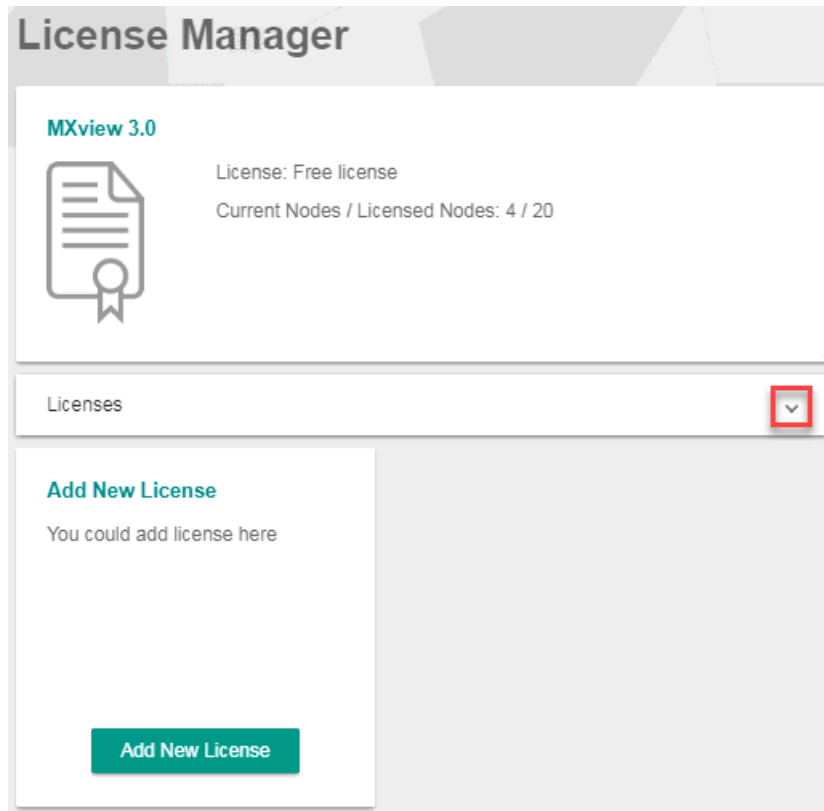 License Manager
MXview 3.0
License: Free license
Current Nodes / Licensed Nodes: 4 / 20
Licenses
Add New License
You could add license here
Add New License